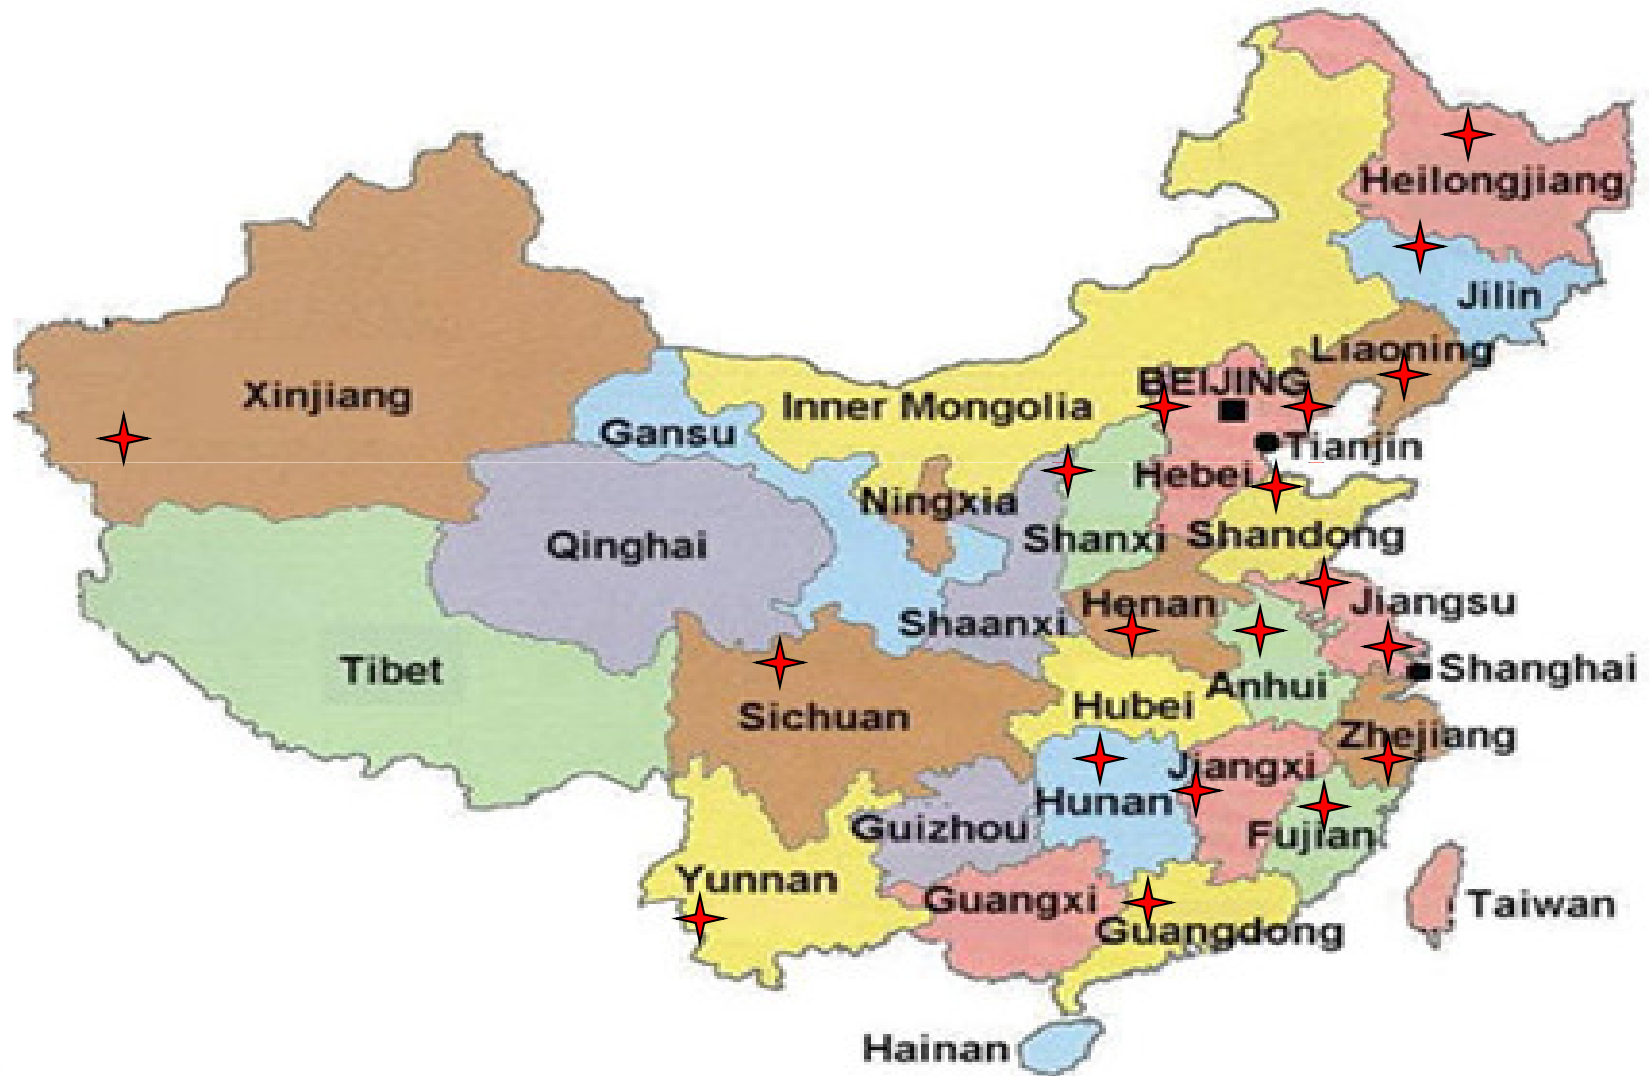 Heilongjiang
Jilin
Liaoning
BEIJING
Xinjiang
Inner Mongolia
Gansu
Tianjin
Hebei
Ningxia
Shanxi
Shandong
Qinghai
Henan
Jiangsu
Shaanxi
Tibet
Shanghai
Anhui
Hubei
Sichuan
Zhejiang
Jiangxi
Hunan
Guizhou
Fujian
Yunnan
Guangxi
Taiwan
Guangdong
Hainan